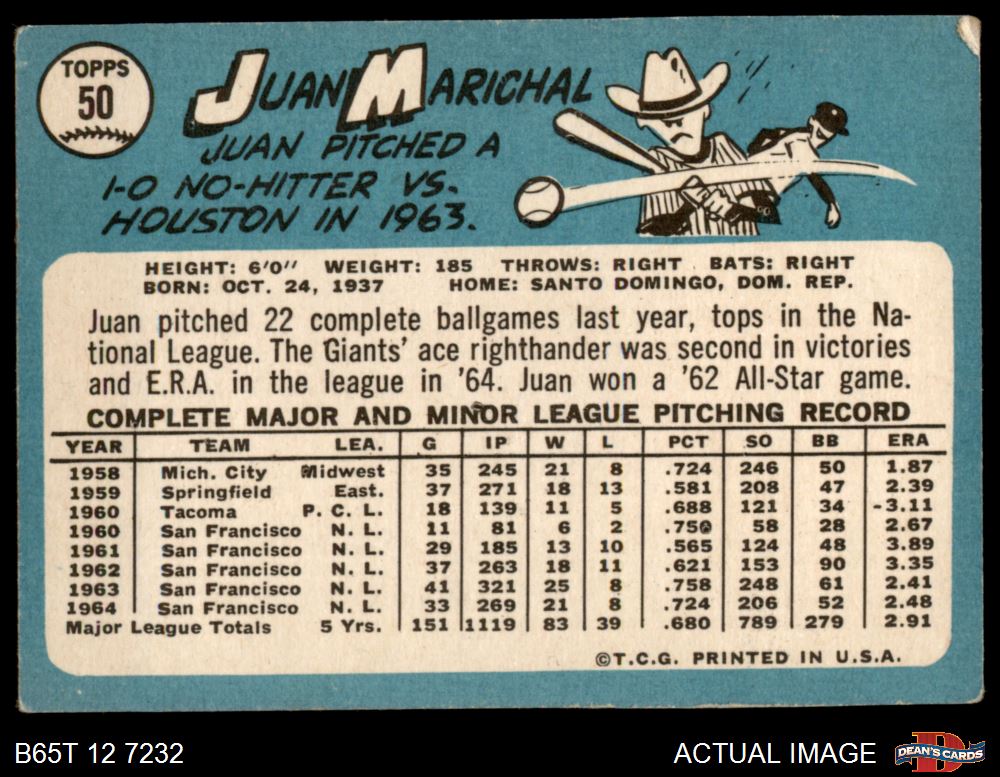 TOPPS
50
JUAN MARICHAL
JUAN PITCHED A
1-0 NO-HITTER VS.
HOUSTON IN 1963.
HEIGHT: 6'0" WEIGHT: 185 THROWS: RIGHT BATS: RIGHT
BORN: OCT. 24, 1937 HOME: SANTO DOMINGO, DOM. REP.
Juan pitched 22 complete ballgames last year, tops in the Na-
tional League. The Giants' ace righthander was second in victories
and E.R.A. in the league in '64. Juan won a '62 All-Star game.
COMPLETE MAJOR AND MINOR LEAGUE PITCHING RECORD
YEAR TEAM LEA. G IP W L PCT SO BB ERA
1958 Mich. City Midwest 35 245 21 8 .724 246 50 1.87
1959 Springfield East. 37 271 18 13 .581 208 47 2.39
1960 Tacoma P. C. L. 18 139 11 5 .688 121 34 -3.11
1960 San Francisco N. L. 11 81 6 2 .750 58 28 2.67
1961 San Francisco N. L. 29 185 13 10 .565 124 48 3.89
1962 San Francisco N. L. 37 263 18 11 .621 153 90 3.35
1963 San Francisco N. L. 41 321 25 8 .758 248 61 2.41
1964 San Francisco N. L. 33 269 21 8 .724 206 52 2.48
Major League Totals 5 Yrs. 151 1119 83 39 .680 789 279 2.91
©T.C.G. PRINTED IN U.S.A.
B65T 12 7232
ACTUAL IMAGE
D
DEAN'S CARDS